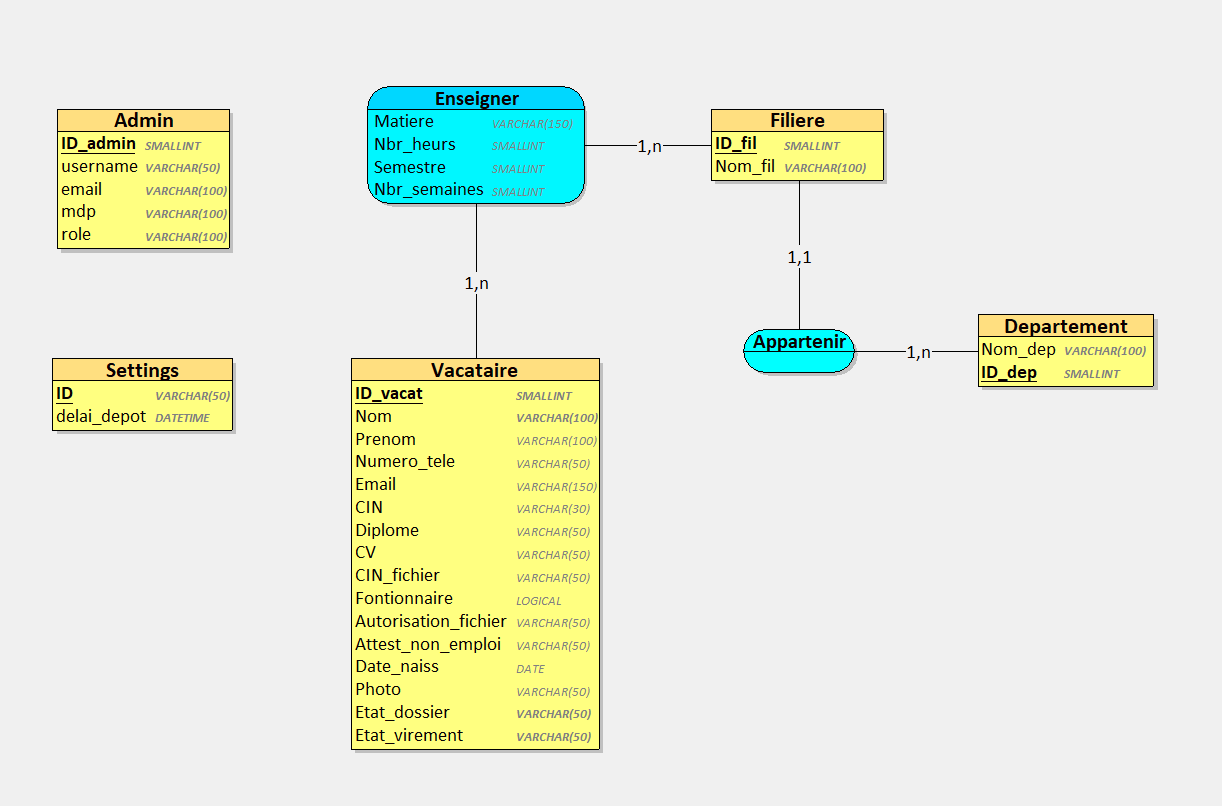 Admin
ID_admin SMALLINT
username VARCHAR(50)
email VARCHAR(100)
mdp VARCHAR(100)
role VARCHAR(100)
Enseigner
Matiere VARCHAR(150)
Nbr_heurs SMALLINT
Semestre SMALLINT
Nbr_semaines SMALLINT
1,n
Filiere
ID_fil SMALLINT
Nom_fil VARCHAR(100)
1,n
1,1
Appartenir
1,n
Departement
Nom_dep VARCHAR(100)
ID_dep SMALLINT
Settings
ID VARCHAR(50)
delai_depot DATETIME
Vacataire
ID_vacat SMALLINT
Nom VARCHAR(100)
Prenom VARCHAR(100)
Numero_tele VARCHAR(50)
Email VARCHAR(150)
CIN VARCHAR(30)
Diplome VARCHAR(50)
CV VARCHAR(50)
CIN_fichier VARCHAR(50)
Fontionnaire LOGICAL
Autorisation_fichier VARCHAR(50)
Attest_non_emploi VARCHAR(50)
Date_naiss DATE
Photo VARCHAR(50)
Etat_dossier VARCHAR(50)
Etat_virement VARCHAR(50)